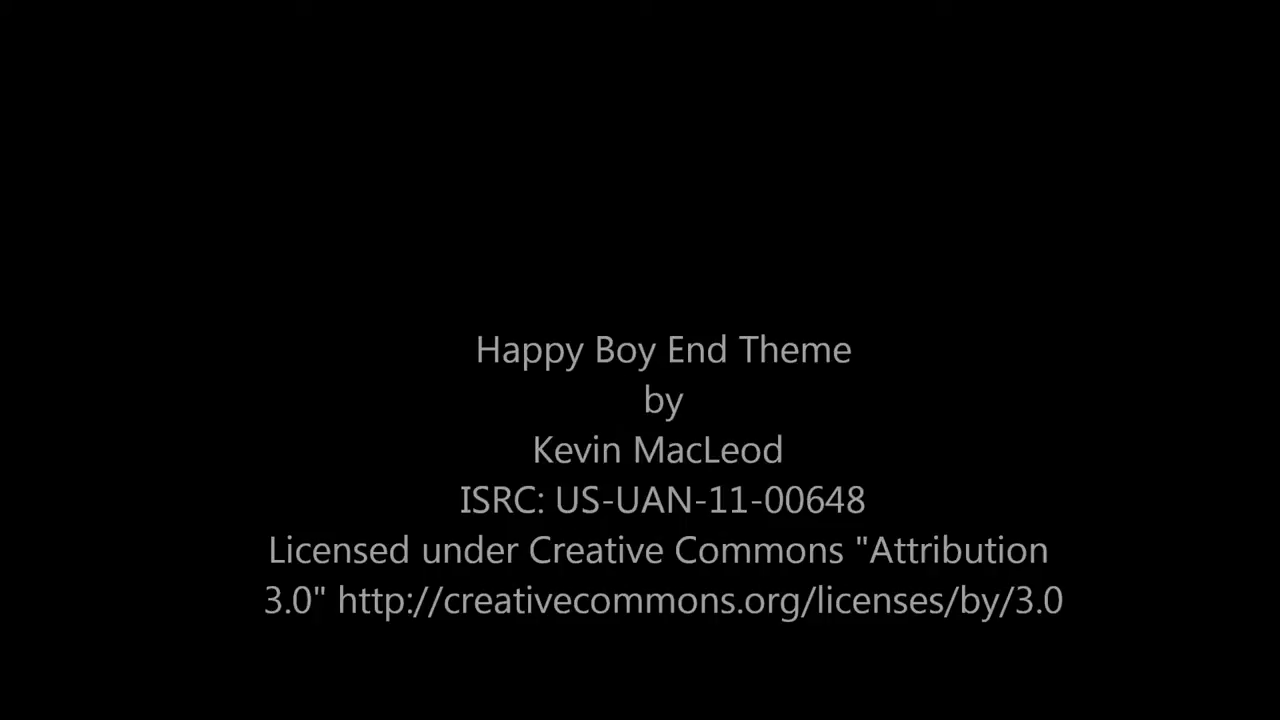 Happy Boy End Theme
by
Kevin MacLeod
ISRC: US-UAN-11-00648
Licensed under Creative Commons "Attribution
3.0" http://creativecommons.org/licenses/by/3.0